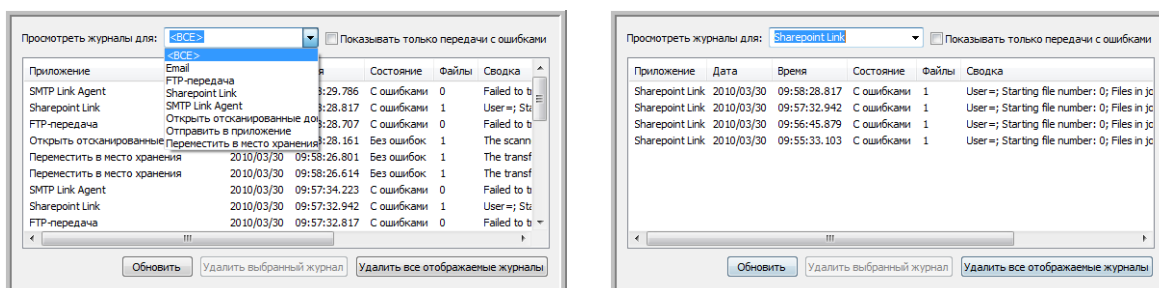 Просмотреть журналы для: <ВСЕ> Показывать только передачи с ошибками
<ВСЕ>
Email
FTP-передача
Sharepoint Link
SMTP Link Agent
Открыть отсканированные до
Отправить в приложение
Переместить в место хранения
Приложение Состояние Файлы Сводка
SMTP Link Agent :29.786 С ошибками 0 Failed to t
Sharepoint Link :28.817 С ошибками 1 User=; Sta
FTP-передача :28.707 С ошибками 0 Failed to t
Открыть отсканированные :28.161 Без ошибок 1 The scann
Переместить в место хранения 2010/03/30 09:58:26.801 Без ошибок 1 The transf
Переместить в место хранения 2010/03/30 09:58:26.614 Без ошибок 1 The transf
SMTP Link Agent 2010/03/30 09:57:34.223 С ошибками 0 Failed to t
Sharepoint Link 2010/03/30 09:57:32.942 С ошибками 1 User=; Sta
FTP-передача 2010/03/30 09:57:32.817 С ошибками 0 Failed to t
Обновить Удалить выбранный журнал Удалить все отображаемые журналы
Просмотреть журналы для: Sharepoint Link Показывать только передачи с ошибками
Приложение Дата Время Состояние Файлы Сводка
Sharepoint Link 2010/03/30 09:58:28.817 С ошибками 1 User=; Starting file number: 0; Files in jo
Sharepoint Link 2010/03/30 09:57:32.942 С ошибками 1 User=; Starting file number: 0; Files in jo
Sharepoint Link 2010/03/30 09:56:45.879 С ошибками 1 User=; Starting file number: 0; Files in jo
Sharepoint Link 2010/03/30 09:55:33.103 С ошибками 1 User=; Starting file number: 0; Files in jo
Обновить Удалить выбранный журнал Удалить все отображаемые журналы